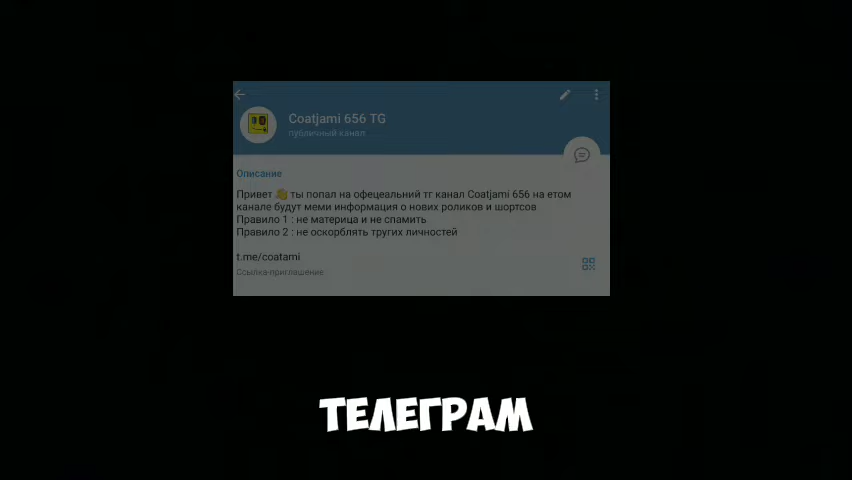 Coatjami 656 TG
публичный канал
Описание
Привет 👋 ты попал на офецеальний тг канал Coatjami 656 на етом
канале будут меми информация о нових роликов и шортсов
Правило 1 : не материца и не спамить
Правило 2 : не оскорблять тругих личностей
t.me/coatami
Ссылка-приглашение
ТЕЛЕГРАМ